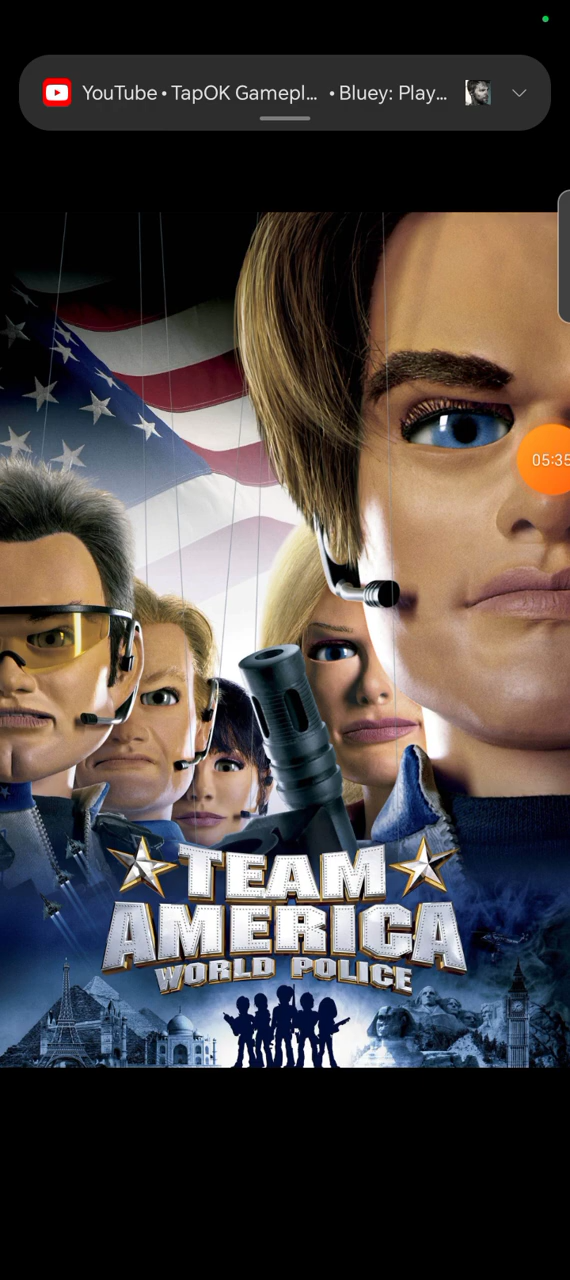 YouTube • TapOK Gamepl... • Bluey: Play...
05:35
TEAM
AMERICA
WORLD POLICE